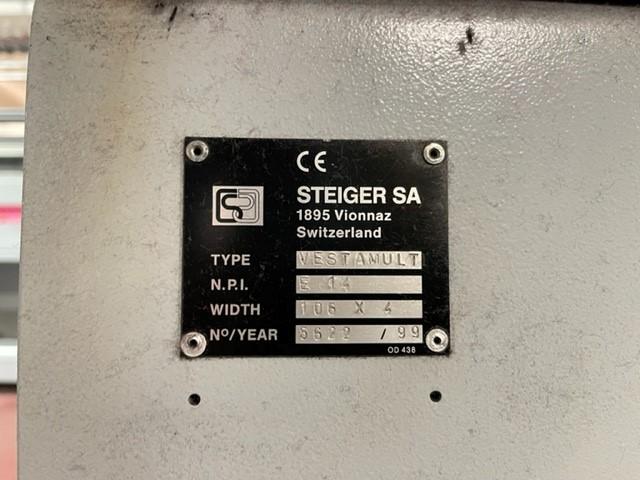 CE
STEIGER SA
1895 Vionnaz
Switzerland
TYPE VESTAMULT
N.P.I. E 14
WIDTH 106 X 4
Nº/YEAR 5622 / 99
OD 438